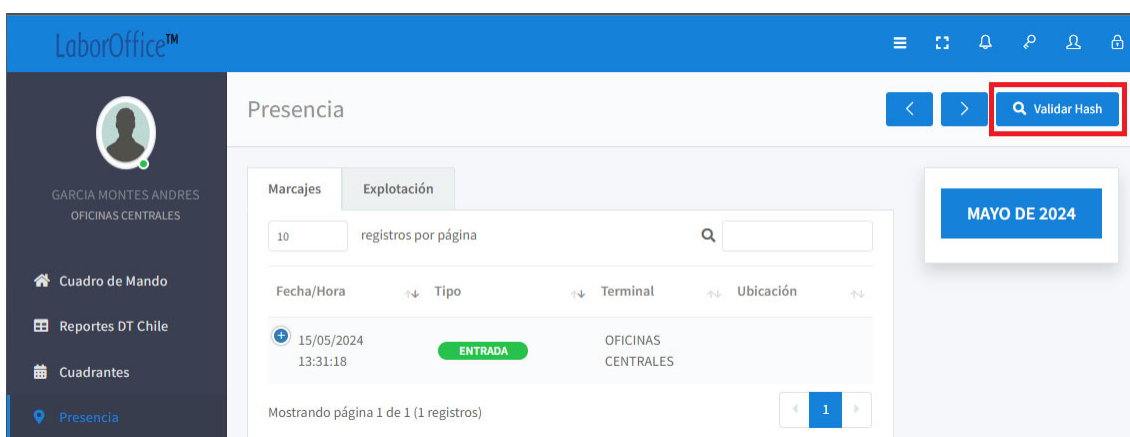 LaborOffice™
GARCIA MONTES ANDRES
OFICINAS CENTRALES
Cuadro de Mando
Reportes DT Chile
Cuadrantes
Presencia
Presencia
Validar Hash
Marcajes Explotación
10 registros por página
Fecha/Hora Tipo Terminal Ubicación
15/05/2024
13:31:18
ENTRADA
OFICINAS
CENTRALES
Mostrando página 1 de 1 (1 registros)
1
MAYO DE 2024